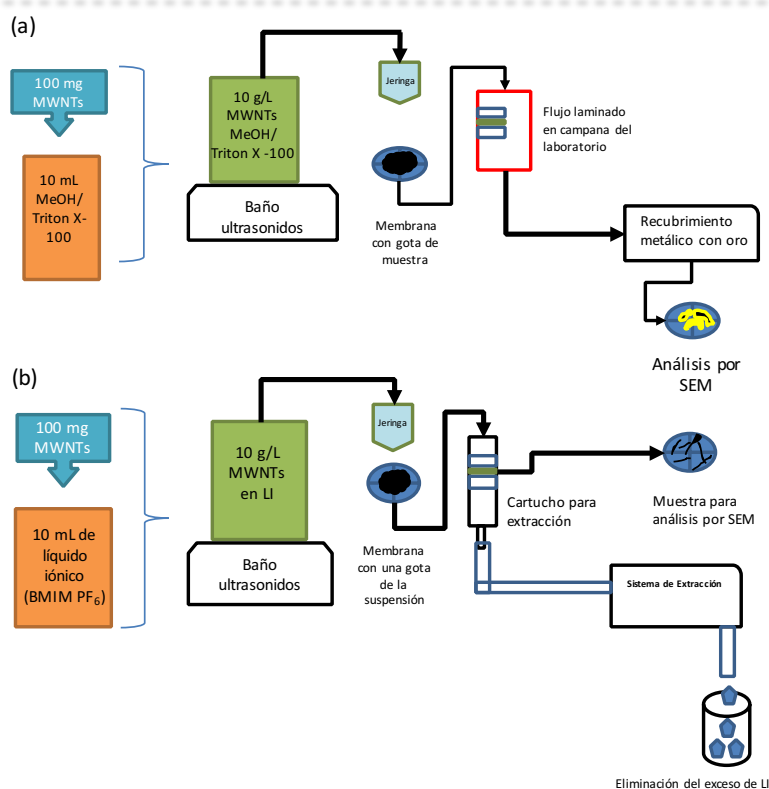 (a)
100 mg
MWNTs
10 mL
MeOH/
Triton X-
100
10 g/L
MWNTs
MeOH/
Triton X -100
Baño
ultrasonidos
Jeringa
Membrana
con gota de
muestra
Flujo laminado
en campana del
laboratorio
Recubrimiento
metálico con oro
Análisis por
SEM
(b)
100 mg
MWNTs
10 mL de
líquido
iónico
(BMIM PF₆)
10 g/L
MWNTs
en LI
Baño
ultrasonidos
Jeringa
Membrana
con una gota
de la
suspensión
Cartucho para
extracción
Muestra para
análisis por SEM
Sistema de Extracción
Eliminación del exceso de LI